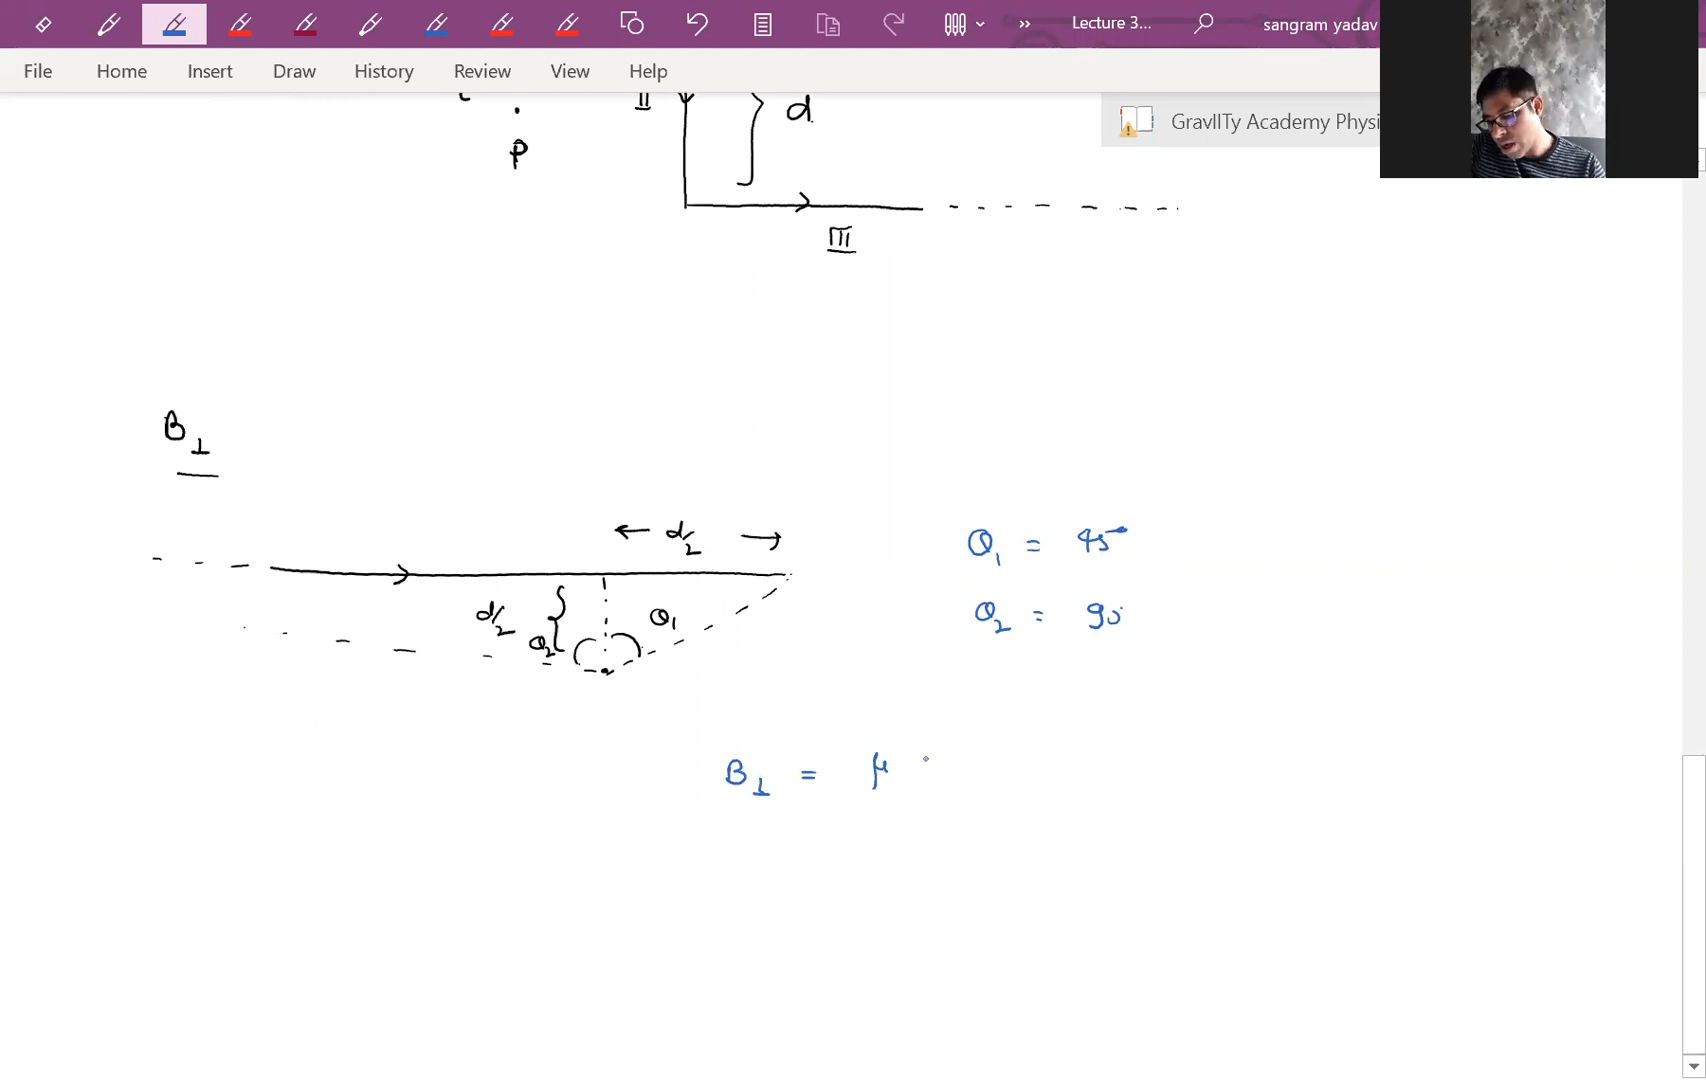 Lecture 3...
sangram yadav
File Home Insert Draw History Review View Help
GravIITy Academy Physi
II
d
P
III
B⊥
d/2
d/2
θ2
θ1
θ1 = 45°
θ2 = 90°
B⊥ = μ